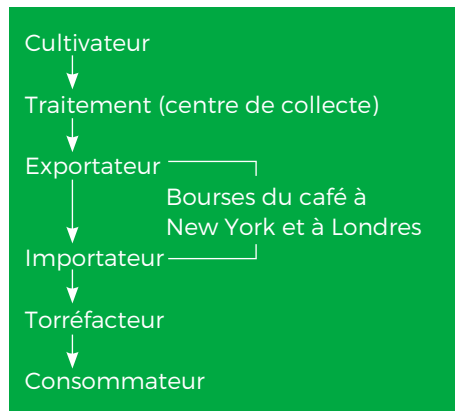 Cultivateur
Traitement (centre de collecte)
Exportateur
Bourses du café à
New York et à Londres
Importateur
Torréfacteur
Consommateur